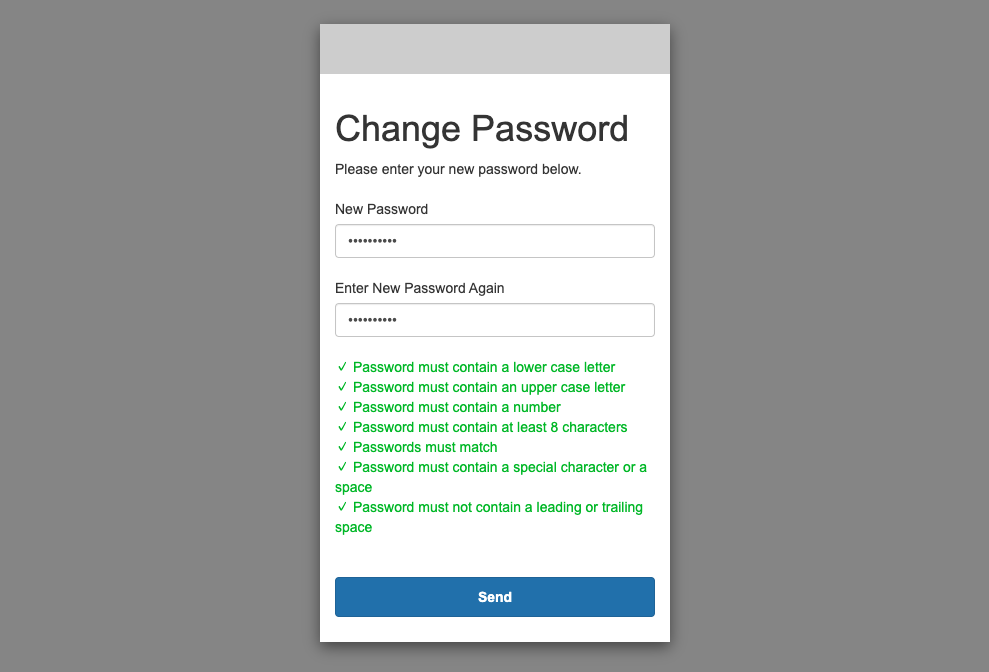 Change Password
Please enter your new password below.
New Password
••••••••••
Enter New Password Again
••••••••••
✓ Password must contain a lower case letter
✓ Password must contain an upper case letter
✓ Password must contain a number
✓ Password must contain at least 8 characters
✓ Passwords must match
✓ Password must contain a special character or a
space
✓ Password must not contain a leading or trailing
space
Send